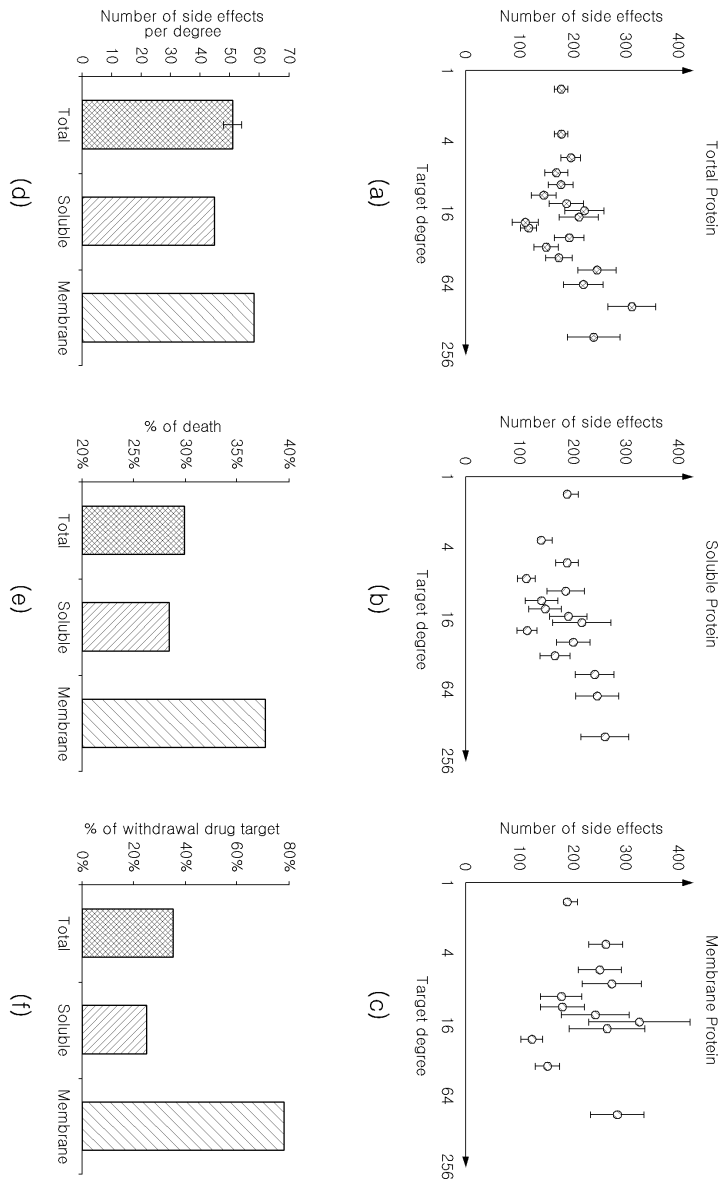 Tortal Protein
Number of side effects
400
300
200
100
0
1
4
16
64
256
Target degree
(a)
Soluble Protein
Number of side effects
400
300
200
100
0
1
4
16
64
256
Target degree
(b)
Membrane Protein
Number of side effects
400
300
200
100
0
1
4
16
64
256
Target degree
(c)
Number of side effects
per degree
70
60
50
40
30
20
10
0
Total
Soluble
Membrane
(d)
% of death
40%
35%
30%
25%
20%
Total
Soluble
Membrane
(e)
% of withdrawal drug target
80%
60%
40%
20%
0%
Total
Soluble
Membrane
(f)